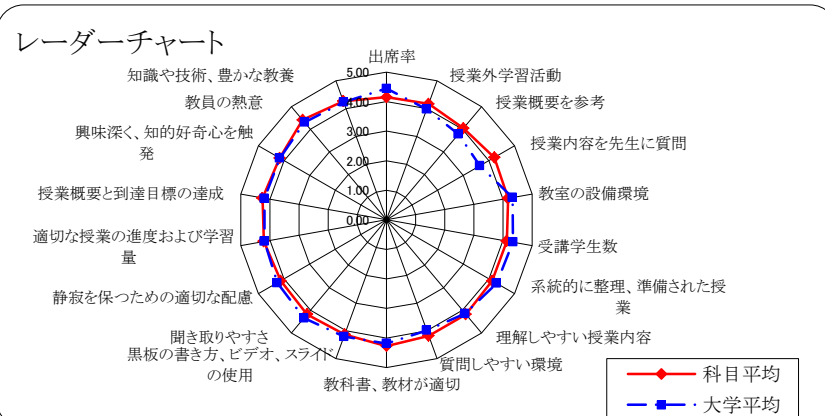 レーダーチャート
出席率
授業外学習活動
授業概要を参考
授業内容を先生に質問
教室の設備環境
受講学生数
系統的に整理、準備された授
業
理解しやすい授業内容
質問しやすい環境
教科書、教材が適切
黒板の書き方、ビデオ、スライド
の使用
聞き取りやすさ
静寂を保つための適切な配慮
適切な授業の進度および学習
量
授業概要と到達目標の達成
興味深く、知的好奇心を触
発
教員の熱意
知識や技術、豊かな教養
5.00
4.00
3.00
2.00
1.00
0.00
科目平均
大学平均